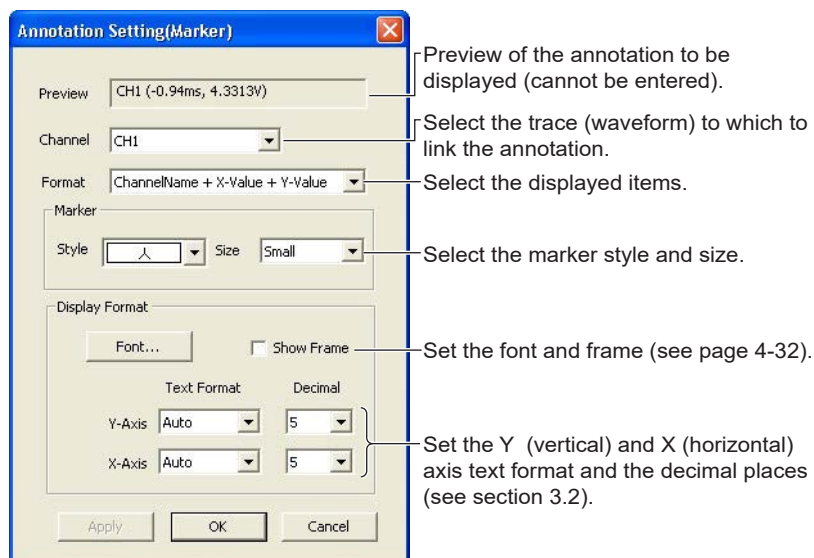 Annotation Setting(Marker)
Preview of the annotation to be
displayed (cannot be entered).
Preview CH1 (-0.94ms, 4.3313V)
Select the trace (waveform) to which to
link the annotation.
Channel CH1
Format ChannelName + X-Value + Y-Value
Select the displayed items.
Marker
Style 人 Size Small
Select the marker style and size.
Display Format
Font... Show Frame
Set the font and frame (see page 4-32).
Text Format Decimal
Y-Axis Auto 5
X-Axis Auto 5
Set the Y (vertical) and X (horizontal)
axis text format and the decimal places
(see section 3.2).
Apply OK Cancel